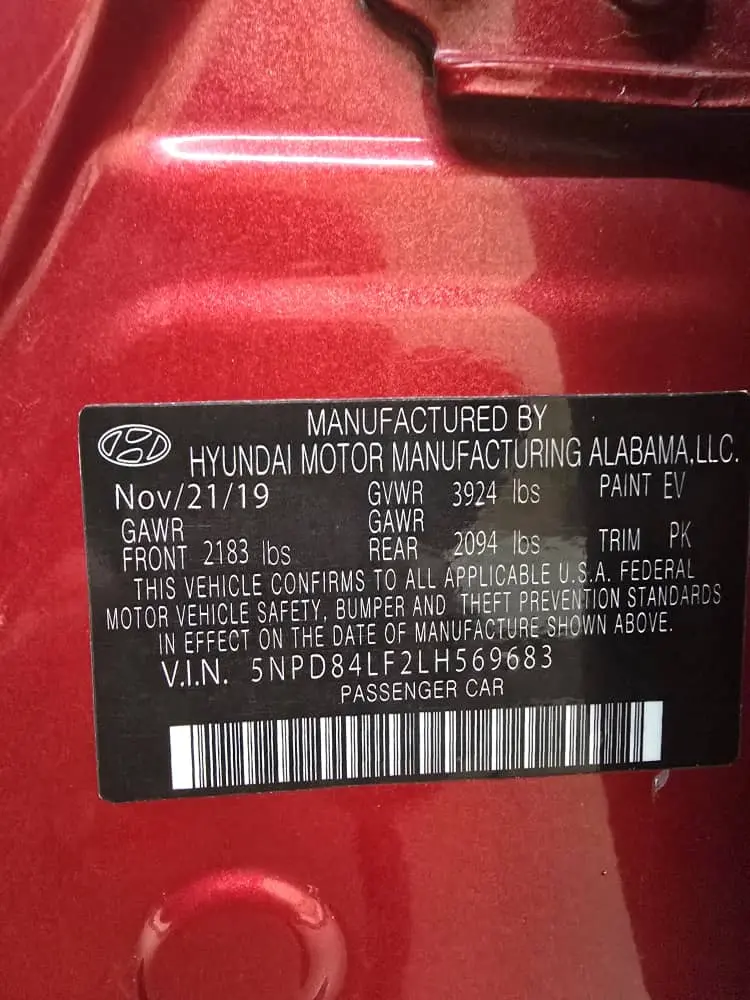 MANUFACTURED BY
HYUNDAI MOTOR MANUFACTURING ALABAMA,LLC.
Nov/21/19 GVWR 3924 lbs PAINT EV
GAWR FRONT 2183 lbs GAWR REAR 2094 lbs TRIM PK
THIS VEHICLE CONFIRMS TO ALL APPLICABLE U.S.A. FEDERAL
MOTOR VEHICLE SAFETY, BUMPER AND THEFT PREVENTION STANDARDS
IN EFFECT ON THE DATE OF MANUFACTURE SHOWN ABOVE.
V.I.N. 5NPD84LF2LH569683
PASSENGER CAR